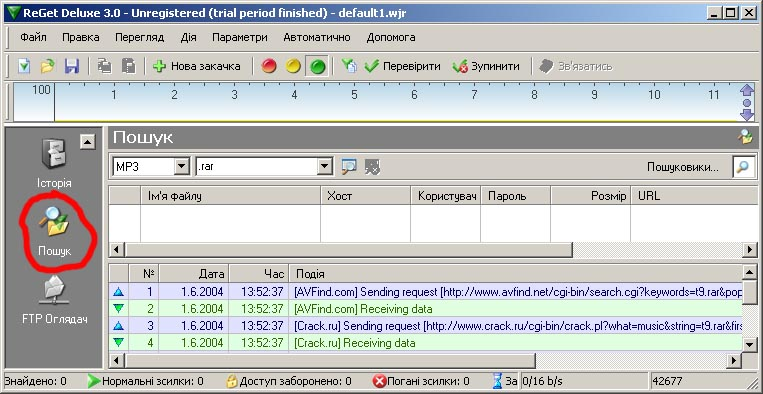 ReGet Deluxe 3.0 - Unregistered (trial period finished) - default1.wjr
Файл Правка Перегляд Дія Параметри Автоматично Допомога
Нова закачка Перевірити Зупинити Зв'язатись
100 1 2 3 4 5 6 7 8 9 10 11
Історія
Пошук
FTP Оглядач
Пошук
MP3 .rar Пошуковики...
Ім'я файлу Хост Користувач Пароль Розмір URL
№ Дата Час Подія
1 1.6.2004 13:52:37 [AVFind.com] Sending request [http://www.avfind.net/cgi-bin/search.cgi?keywords=t9.rar&pop
2 1.6.2004 13:52:37 [AVFind.com] Receiving data
3 1.6.2004 13:52:37 [Crack.ru] Sending request [http://www.crack.ru/cgi-bin/crack.pl?what=music&string=t9.rar&firs
4 1.6.2004 13:52:37 [Crack.ru] Receiving data
Знайдено: 0 Нормальні зсилки: 0 Доступ заборонено: 0 Погані зсилки: 0 За 0/16 b/s 42677